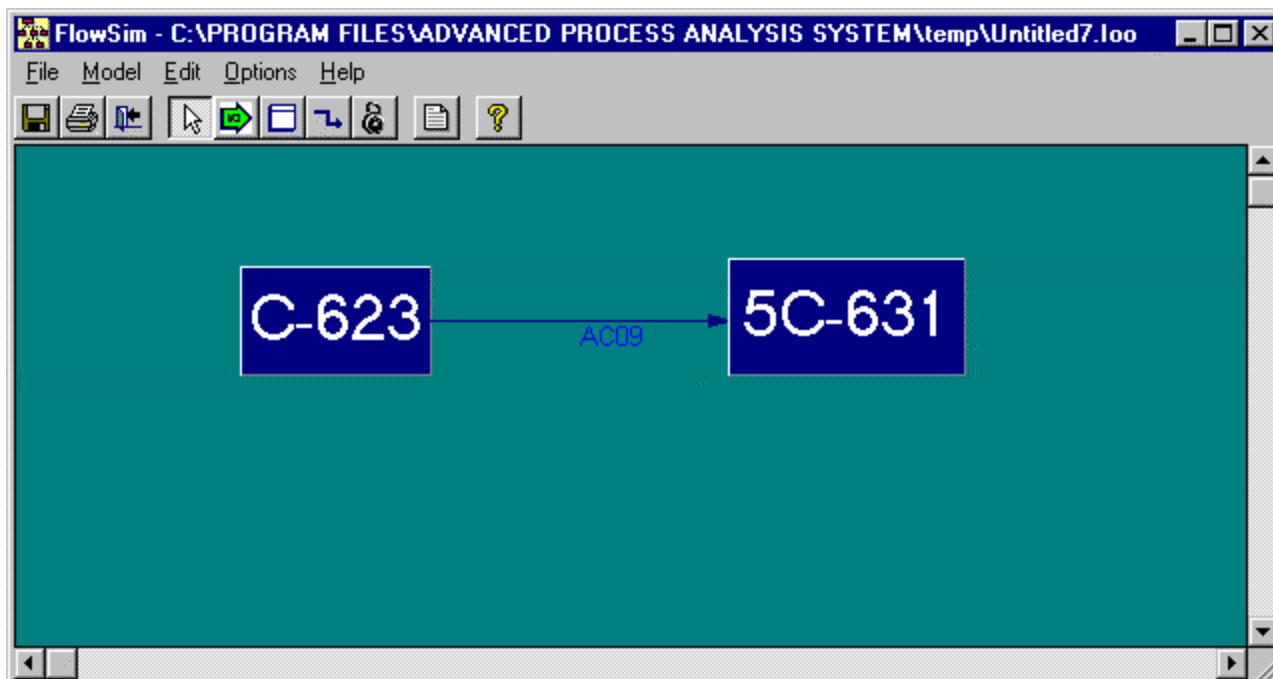 FlowSim - C:\PROGRAM FILES\ADVANCED PROCESS ANALYSIS SYSTEM\temp\Untitled7.loo
File Model Edit Options Help
I/O ?
C-623 5C-631
AC09